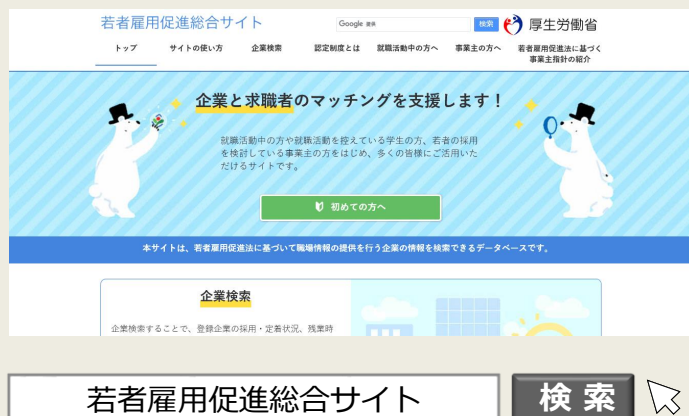 若者雇用促進総合サイト
Google 提供
検索
厚生労働省
トップ
サイトの使い方
企業検索
認定制度とは
就職活動中の方へ
事業主の方へ
若者雇用促進法に基づく
事業主指針の紹介
企業と求職者のマッチングを支援します！
就職活動中の方や就職活動を控えている学生の方、若者の採用
を検討している事業主の方をはじめ、多くの皆様にご活用いた
だけるサイトです。
初めての方へ
本サイトは、若者雇用促進法に基づいて職場情報の提供を行う企業の情報を検索できるデータベースです。
企業検索
企業検索することで、登録企業の採用・定着状況、残業時
若者雇用促進総合サイト
検 索